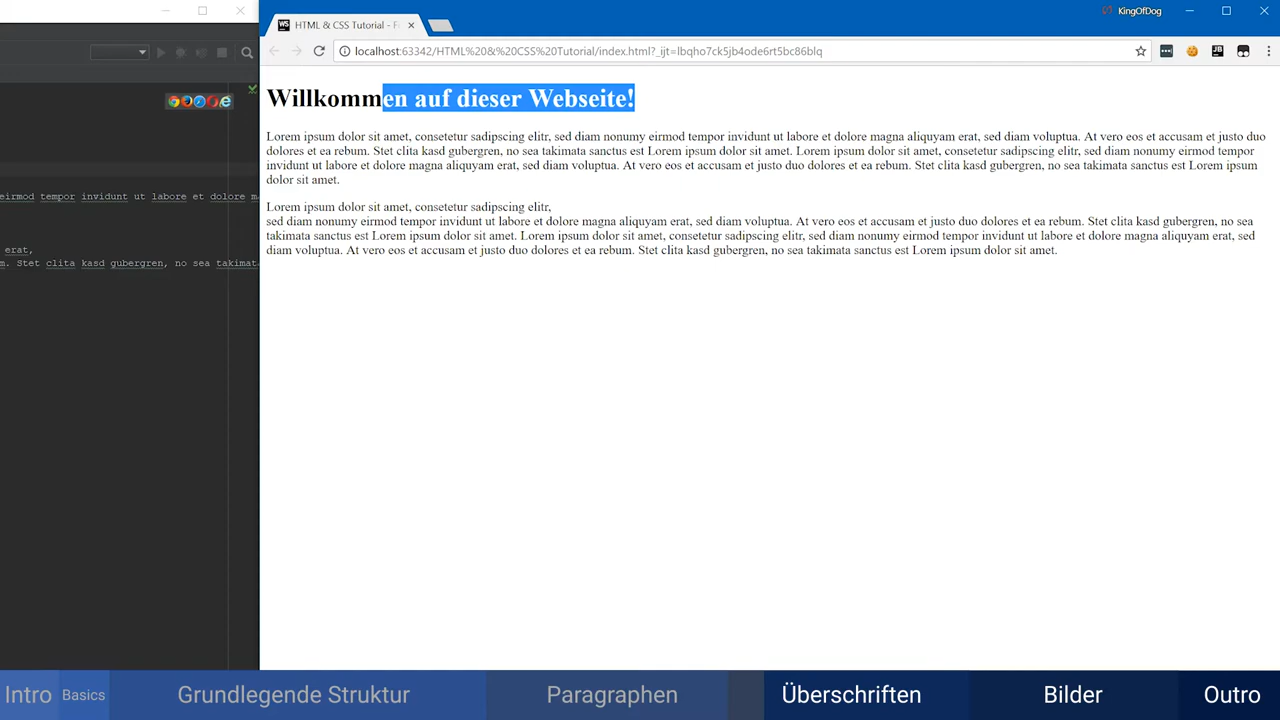 KingOfDog
HTML & CSS Tutorial - F
localhost:63342/HTML%20&%20CSS%20Tutorial/index.html?_ijt=lbqho7ck5jb4ode6rt5bc86blq
Willkommen auf dieser Webseite!
Lorem ipsum dolor sit amet, consetetur sadipscing elitr, sed diam nonumy eirmod tempor invidunt ut labore et dolore magna aliquyam erat, sed diam voluptua. At vero eos et accusam et justo duo
dolores et ea rebum. Stet clita kasd gubergren, no sea takimata sanctus est Lorem ipsum dolor sit amet. Lorem ipsum dolor sit amet, consetetur sadipscing elitr, sed diam nonumy eirmod tempor
invidunt ut labore et dolore magna aliquyam erat, sed diam voluptua. At vero eos et accusam et justo duo dolores et ea rebum. Stet clita kasd gubergren, no sea takimata sanctus est Lorem ipsum
dolor sit amet.
Lorem ipsum dolor sit amet, consetetur sadipscing elitr,
sed diam nonumy eirmod tempor invidunt ut labore et dolore magna aliquyam erat, sed diam voluptua. At vero eos et accusam et justo duo dolores et ea rebum. Stet clita kasd gubergren, no sea
takimata sanctus est Lorem ipsum dolor sit amet. Lorem ipsum dolor sit amet, consetetur sadipscing elitr, sed diam nonumy eirmod tempor invidunt ut labore et dolore magna aliquyam erat, sed
diam voluptua. At vero eos et accusam et justo duo dolores et ea rebum. Stet clita kasd gubergren, no sea takimata sanctus est Lorem ipsum dolor sit amet.
eirmod tempor invidunt ut labore et dolore m
erat,
m. Stet clita kasd gubergren, no sea takimat
Intro Basics Grundlegende Struktur Paragraphen Überschriften Bilder Outro